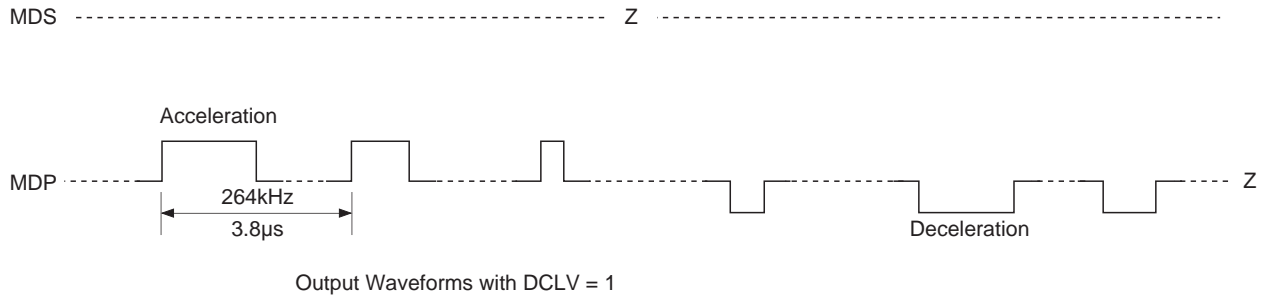 MDS Z
Acceleration
MDP Z
264kHz
3.8µs
Deceleration
Output Waveforms with DCLV = 1